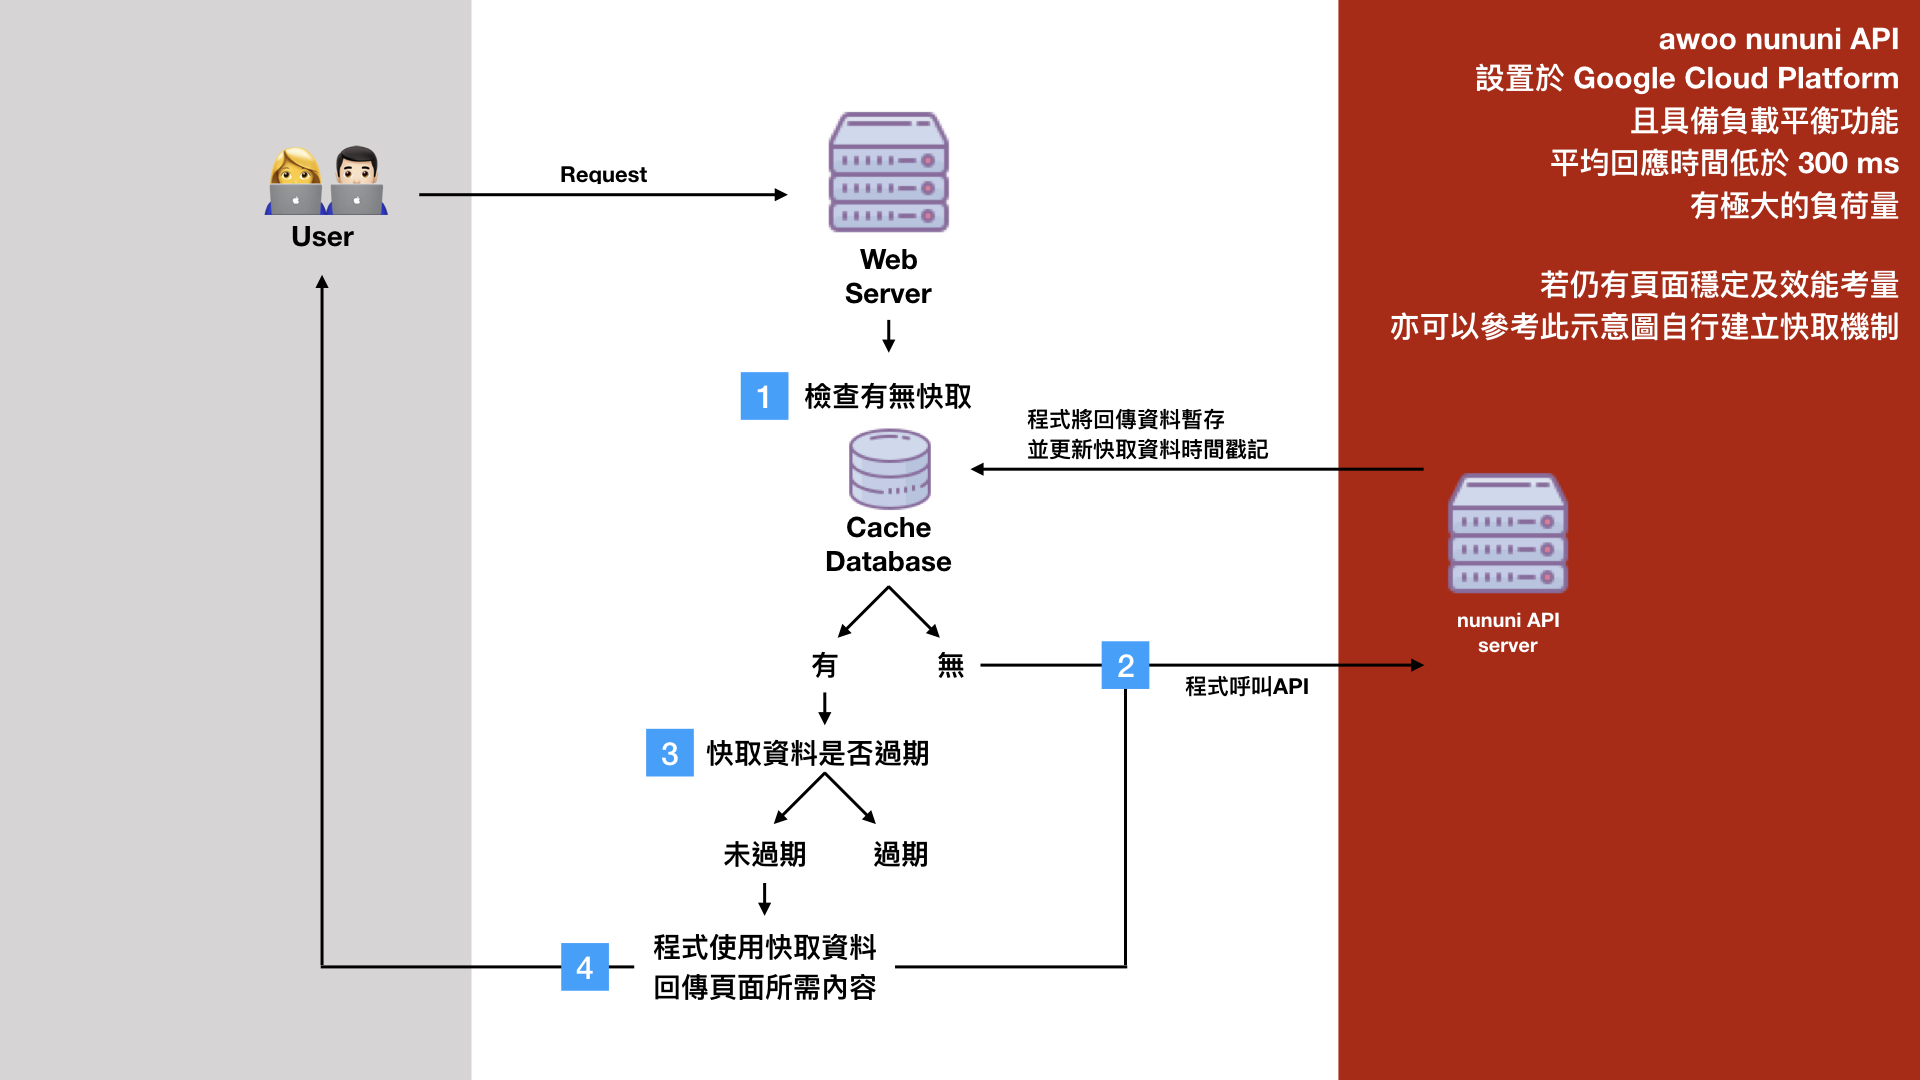 awoo nununi API
設置於 Google Cloud Platform
且具備負載平衡功能
平均回應時間低於 300 ms
有極大的負荷量
若仍有頁面穩定及效能考量
亦可以參考此示意圖自行建立快取機制
Request
User
Web
Server
1
檢查有無快取
程式將回傳資料暫存
並更新快取資料時間戳記
Cache
Database
nununi API
server
有
無
2
程式呼叫API
3
快取資料是否過期
未過期
過期
4
程式使用快取資料
回傳頁面所需內容